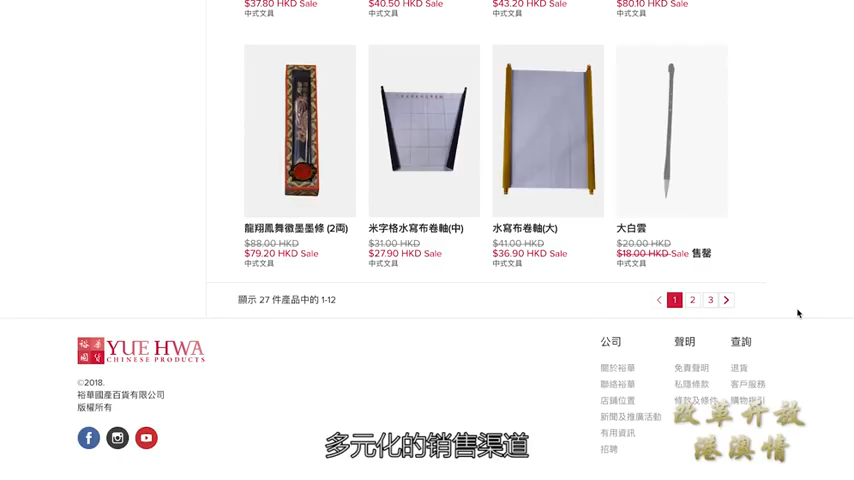 $37.80 HKD Sale
中式文具
$40.50 HKD Sale
中式文具
$43.20 HKD Sale
中式文具
$80.10 HKD Sale
中式文具
龍翔鳳舞徽墨墨條 (2両)
$88.00 HKD
$79.20 HKD Sale
中式文具
米字格水寫布卷軸(中)
$31.00 HKD
$27.90 HKD Sale
中式文具
水寫布卷軸(大)
$41.00 HKD
$36.90 HKD Sale
中式文具
大白雲
$20.00 HKD
$18.00 HKD Sale 售罄
中式文具
顯示 27 件產品中的 1-12
1 2 3
裕華國貨
YUE HWA
CHINESE PRODUCTS
©2018.
裕華國產百貨有限公司
版權所有
公司
關於裕華
聯絡裕華
店鋪位置
新聞及推廣活動
有用資訊
招聘
聲明
免責聲明
私隱條款
條款及條件
查詢
退貨
客戶服務
購物指引
改革开放
港澳情
多元化的销售渠道